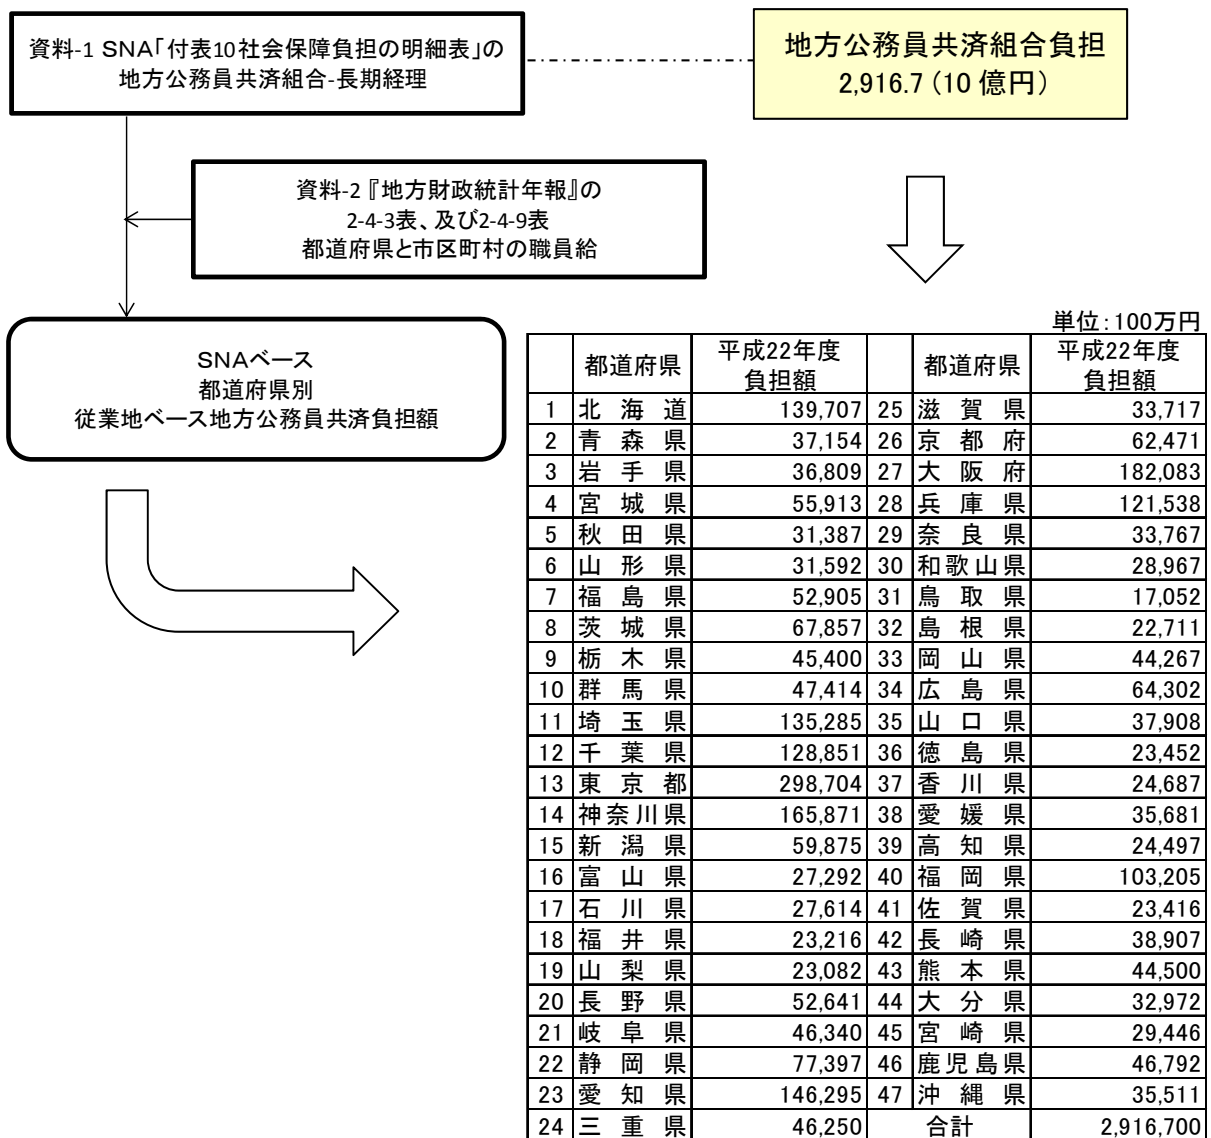 資料-1 SNA「付表10社会保障負担の明細表」の
地方公務員共済組合-長期経理
地方公務員共済組合負担
2,916.7（10 億円）
資料-2『地方財政統計年報』の
2-4-3表、及び2-4-9表
都道府県と市区町村の職員給
SNAベース
都道府県別
従業地ベース地方公務員共済負担額
単位：100万円
都道府県 平成22年度 負担額 都道府県 平成22年度 負担額
1 北海道 139,707 25 滋賀県 33,717
2 青森県 37,154 26 京都府 62,471
3 岩手県 36,809 27 大阪府 182,083
4 宮城県 55,913 28 兵庫県 121,538
5 秋田県 31,387 29 奈良県 33,767
6 山形県 31,592 30 和歌山県 28,967
7 福島県 52,905 31 鳥取県 17,052
8 茨城県 67,857 32 島根県 22,711
9 栃木県 45,400 33 岡山県 44,267
10 群馬県 47,414 34 広島県 64,302
11 埼玉県 135,285 35 山口県 37,908
12 千葉県 128,851 36 徳島県 23,452
13 東京都 298,704 37 香川県 24,687
14 神奈川県 165,871 38 愛媛県 35,681
15 新潟県 59,875 39 高知県 24,497
16 富山県 27,292 40 福岡県 103,205
17 石川県 27,614 41 佐賀県 23,416
18 福井県 23,216 42 長崎県 38,907
19 山梨県 23,082 43 熊本県 44,500
20 長野県 52,641 44 大分県 32,972
21 岐阜県 46,340 45 宮崎県 29,446
22 静岡県 77,397 46 鹿児島県 46,792
23 愛知県 146,295 47 沖縄県 35,511
24 三重県 46,250 合計 2,916,700